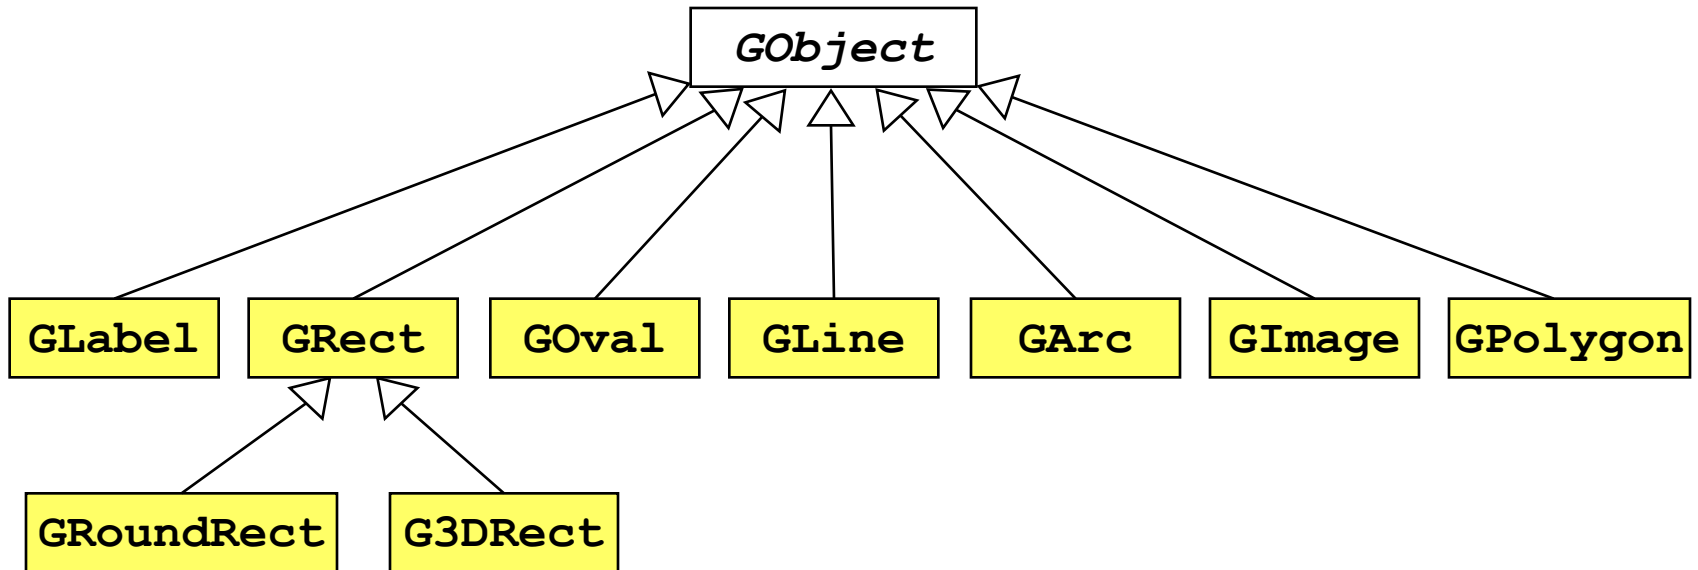 GObject
GLabel GRect GOval GLine GArc GImage GPolygon
GRoundRect G3DRect